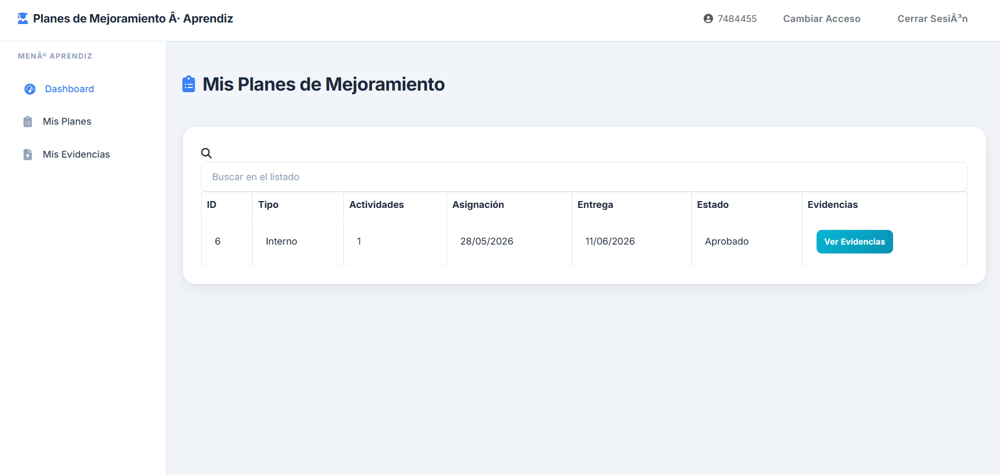 Planes de Mejoramiento Â· Aprendiz
7484455
Cambiar Acceso
Cerrar SesiÃ³n
MENÃº APRENDIZ
Dashboard
Mis Planes
Mis Evidencias
Mis Planes de Mejoramiento
Buscar en el listado
ID Tipo Actividades Asignación Entrega Estado Evidencias
6 Interno 1 28/05/2026 11/06/2026 Aprobado Ver Evidencias